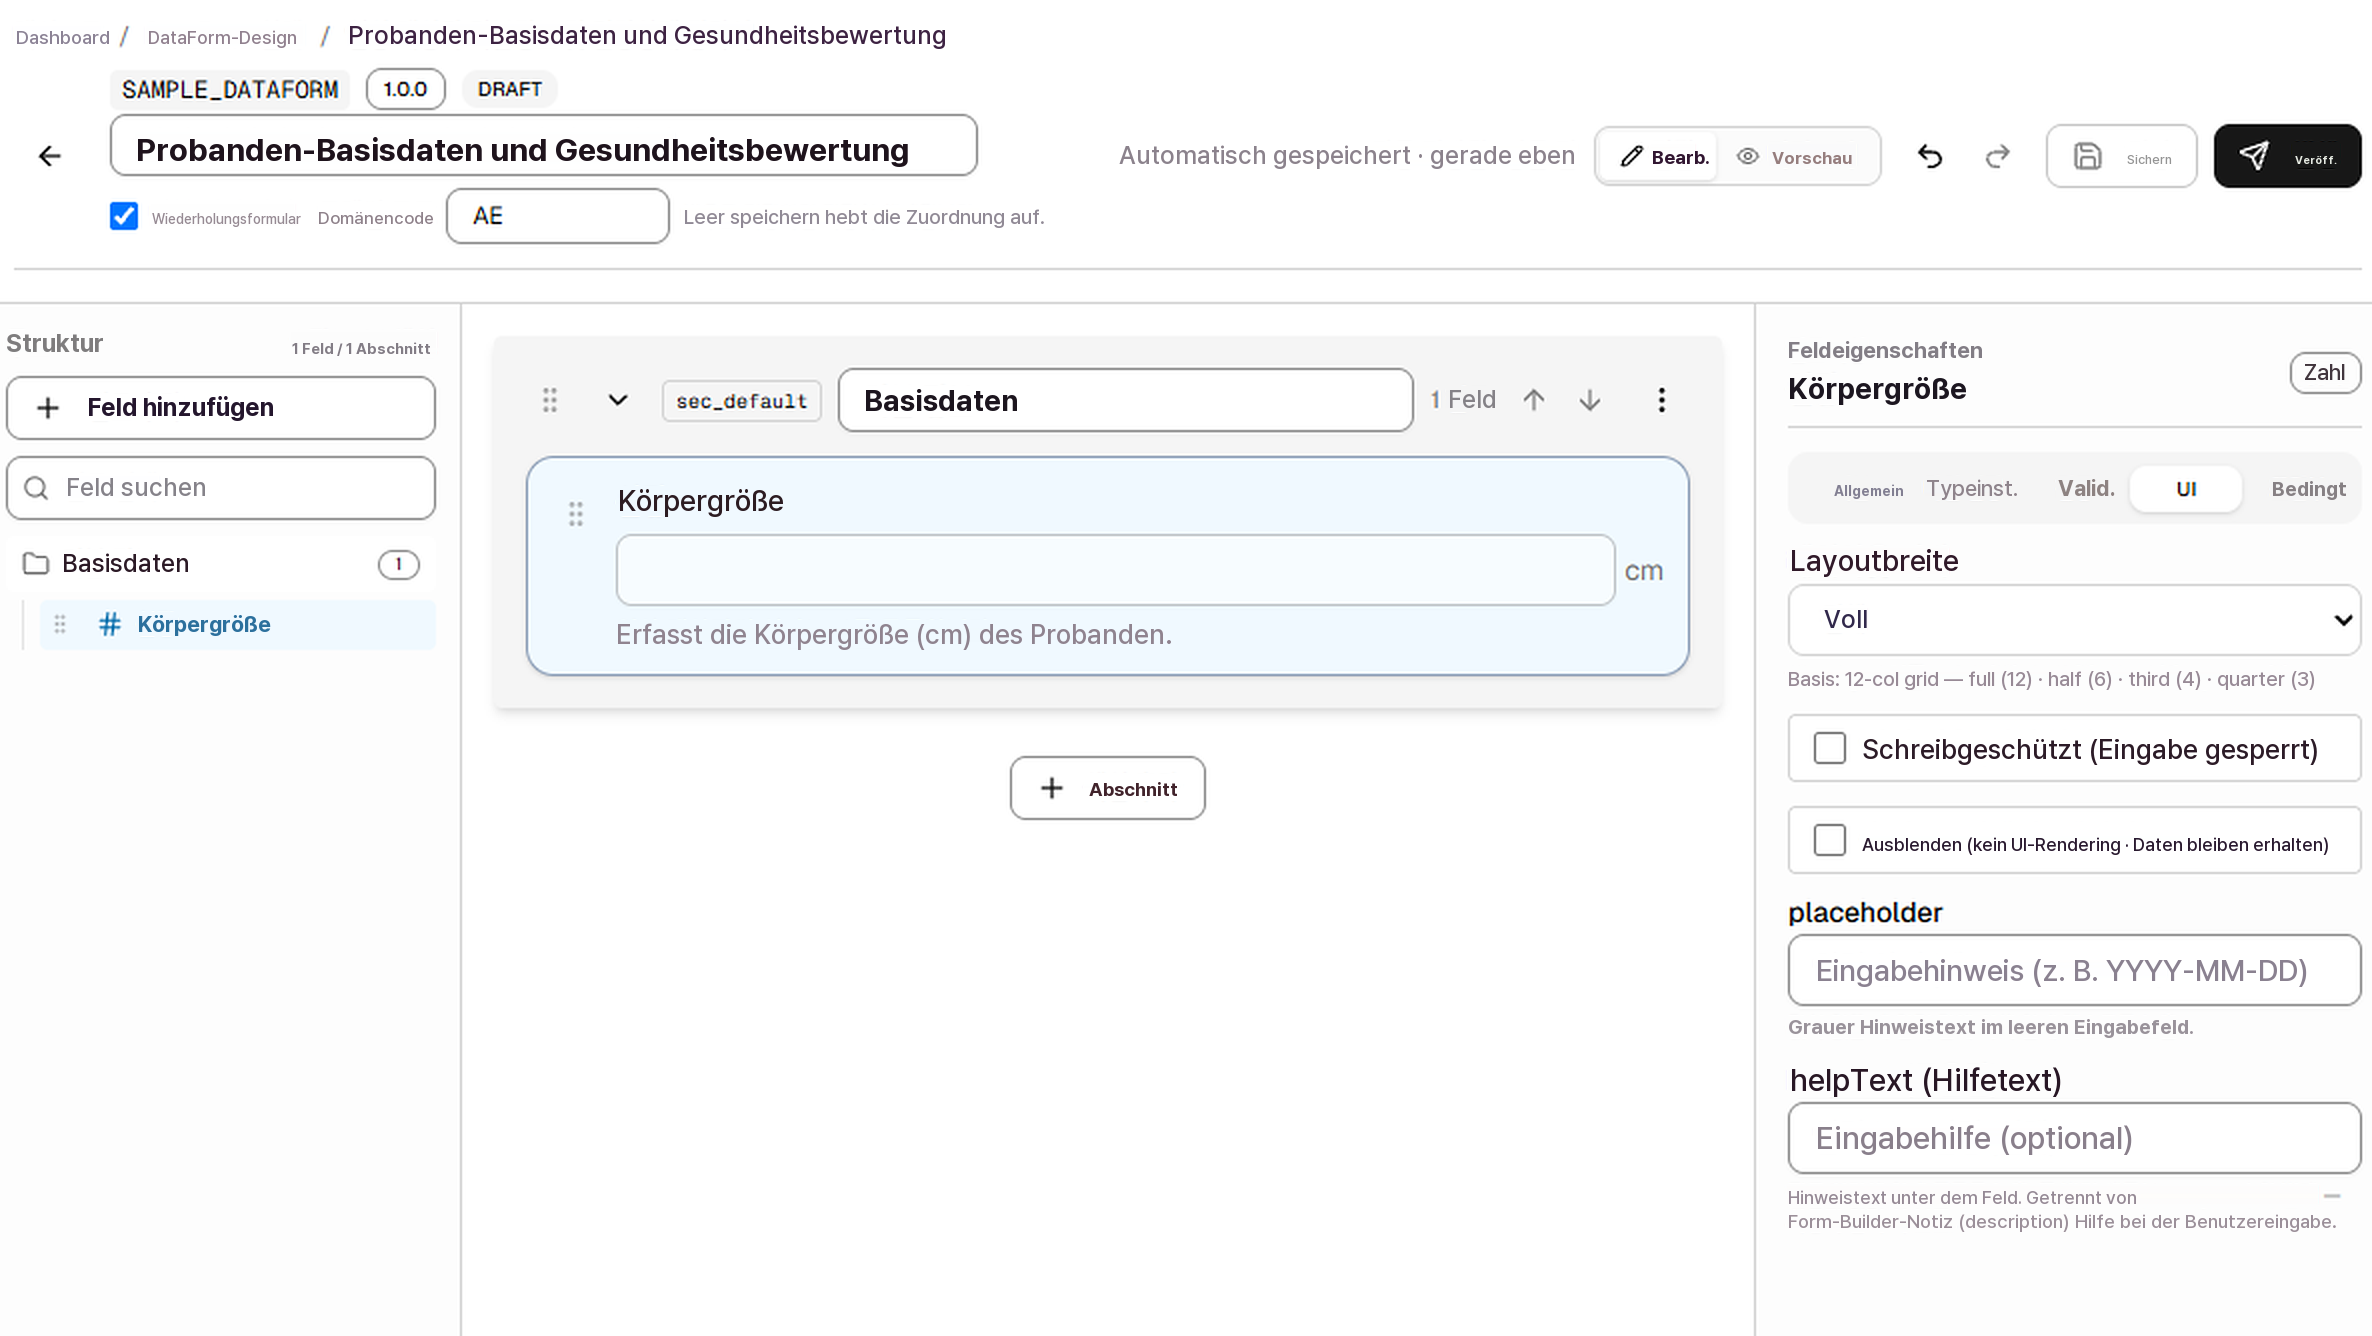 Dashboard / DataForm-Design / Probanden-Basisdaten und Gesundheitsbewertung
SAMPLE_DATAFORM 1.0.0 DRAFT
Probanden-Basisdaten und Gesundheitsbewertung
Automatisch gespeichert · gerade eben
Bearb.
Vorschau
Sichern
Veröff.
Wiederholungsformular
Domänencode
AE
Leer speichern hebt die Zuordnung auf.
Struktur
1 Feld / 1 Abschnitt
+ Feld hinzufügen
Feld suchen
Basisdaten 1
# Körpergröße
sec_default
Basisdaten
1 Feld
Körpergröße
cm
Erfasst die Körpergröße (cm) des Probanden.
+ Abschnitt
Feldeigenschaften
Körpergröße
Zahl
Allgemein Typeinst. Valid. UI Bedingt
Layoutbreite
Voll
Basis: 12-col grid — full (12) · half (6) · third (4) · quarter (3)
Schreibgeschützt (Eingabe gesperrt)
Ausblenden (kein UI-Rendering · Daten bleiben erhalten)
placeholder
Eingabehinweis (z. B. YYYY-MM-DD)
Grauer Hinweistext im leeren Eingabefeld.
helpText (Hilfetext)
Eingabehilfe (optional)
Hinweistext unter dem Feld. Getrennt von
Form-Builder-Notiz (description) Hilfe bei der Benutzereingabe.